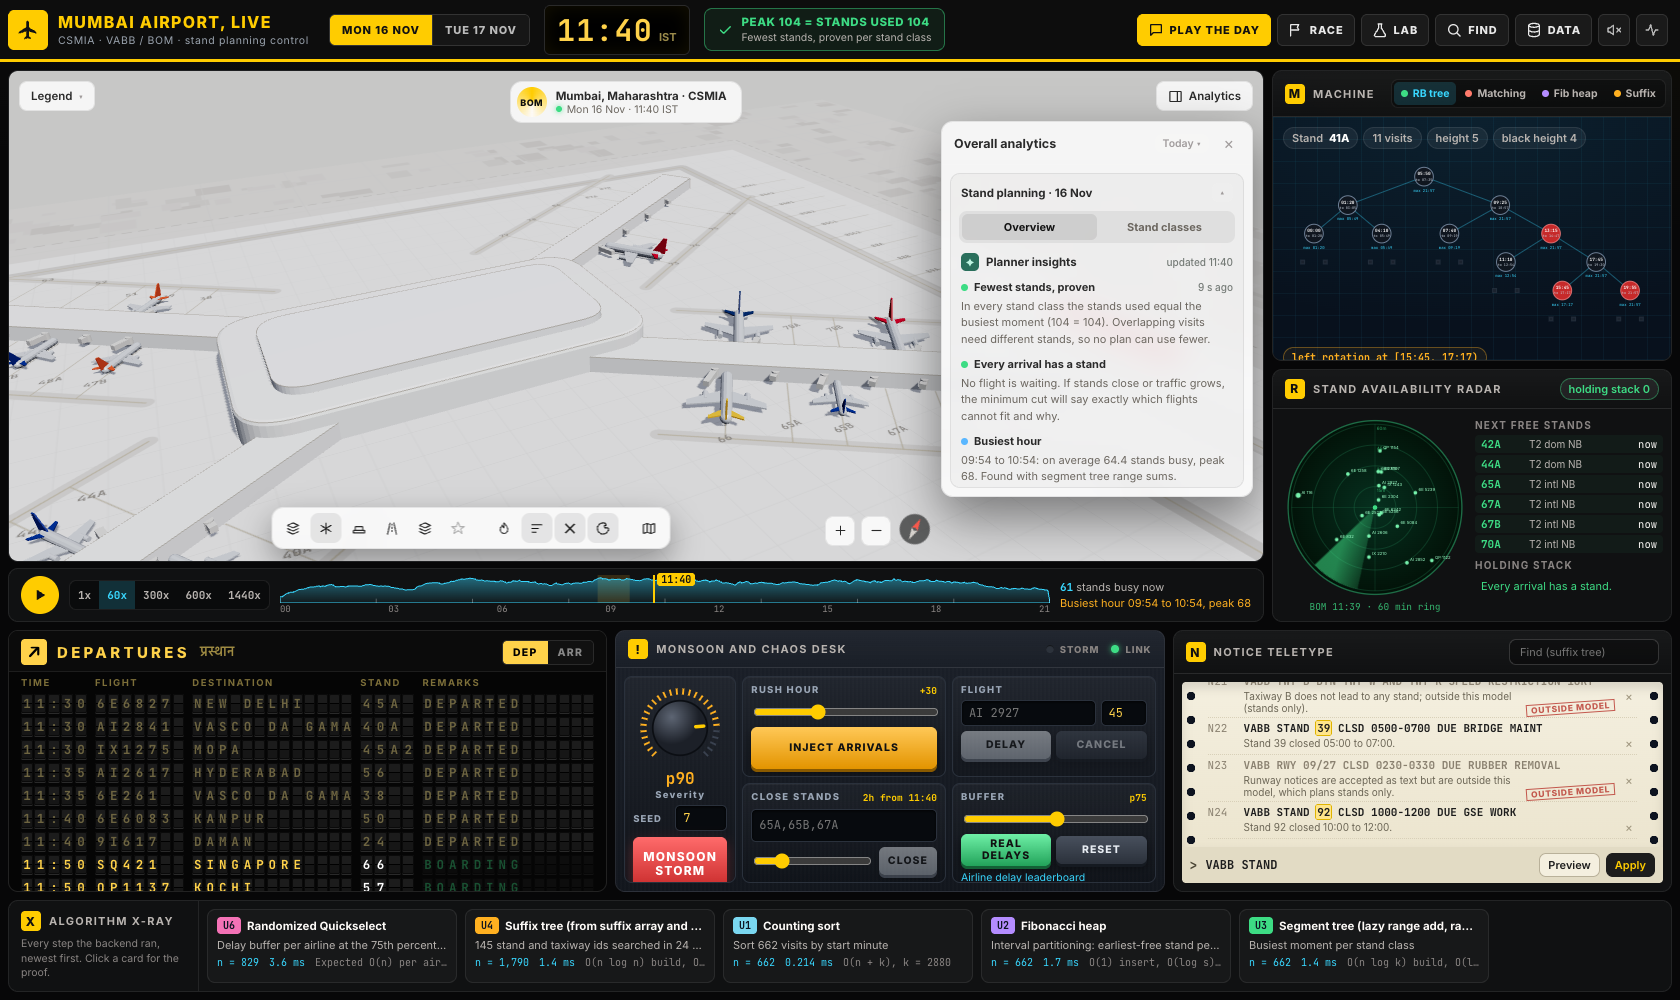 MUMBAI AIRPORT, LIVE
CSMIA · VABB / BOM · stand planning control
MON 16 NOV
TUE 17 NOV
11:40 IST
PEAK 104 = STANDS USED 104
Fewest stands, proven per stand class
PLAY THE DAY
RACE
LAB
FIND
DATA
Legend
BOM
Mumbai, Maharashtra · CSMIA
Mon 16 Nov · 11:40 IST
Analytics
Overall analytics
Today
Stand planning · 16 Nov
Overview
Stand classes
Planner insights
updated 11:40
Fewest stands, proven
9 s ago
In every stand class the stands used equal the
busiest moment (104 = 104). Overlapping visits
need different stands, so no plan can use fewer.
Every arrival has a stand
No flight is waiting. If stands close or traffic grows,
the minimum cut will say exactly which flights
cannot fit and why.
Busiest hour
09:54 to 10:54: on average 64.4 stands busy, peak
68. Found with segment tree range sums.
44A
48A
47B
66
65A
67A
M MACHINE
RB tree
Matching
Fib heap
Suffix
Stand 41A
11 visits
height 5
black height 4
left rotation at [15:45, 17:17)
R STAND AVAILABILITY RADAR
holding stack 0
NEXT FREE STANDS
42A T2 dom NB now
44A T2 dom NB now
65A T2 intl NB now
67A T2 intl NB now
67B T2 intl NB now
70A T2 intl NB now
HOLDING STACK
Every arrival has a stand.
BOM 11:39 · 60 min ring
1x
60x
300x
600x
1440x
11:40
00 03 06 09 12 15 18 21
61 stands busy now
Busiest hour 09:54 to 10:54, peak 68
DEPARTURES प्रस्थान
DEP
ARR
TIME FLIGHT DESTINATION STAND REMARKS
11:30 6E6827 NEW DELHI 45A DEPARTED
11:30 AI2841 VASCO DA GAMA 40A DEPARTED
11:30 IX1275 MOPA 45A2 DEPARTED
11:35 AI2617 HYDERABAD 56 DEPARTED
11:35 6E261 VASCO DA GAMA 38 DEPARTED
11:40 6E6083 KANPUR 50 DEPARTED
11:40 9I617 DAMAN 24 DEPARTED
11:50 SQ421 SINGAPORE 66 BOARDING
11:50 QP1137 KOCHI 57 BOARDING
! MONSOON AND CHAOS DESK
STORM
LINK
p90
Severity
SEED 7
MONSOON
STORM
RUSH HOUR +30
INJECT ARRIVALS
FLIGHT
AI 2927
45
DELAY
CANCEL
CLOSE STANDS 2h from 11:40
65A,65B,67A
CLOSE
BUFFER p75
REAL
DELAYS
RESET
Airline delay leaderboard
N NOTICE TELETYPE
Find (suffix tree)
Taxiway B does not lead to any stand; outside this model
(stands only).
OUTSIDE MODEL
N22 VABB STAND 39 CLSD 0500-0700 DUE BRIDGE MAINT
Stand 39 closed 05:00 to 07:00.
N23 VABB RWY 09/27 CLSD 0230-0330 DUE RUBBER REMOVAL
Runway notices are accepted as text but are outside this
model, which plans stands only.
OUTSIDE MODEL
N24 VABB STAND 92 CLSD 1000-1200 DUE GSE WORK
Stand 92 closed 10:00 to 12:00.
> VABB STAND
Preview
Apply
X ALGORITHM X-RAY
Every step the backend ran,
newest first. Click a card for the
proof.
U6 Randomized Quickselect
Delay buffer per airline at the 75th percent...
n = 829 3.6 ms Expected O(n) per air...
U4 Suffix tree (from suffix array and ...
145 stand and taxiway ids searched in 24 ...
n = 1,790 1.4 ms O(n log n) build, O...
U1 Counting sort
Sort 662 visits by start minute
n = 662 0.214 ms O(n + k), k = 2880
U2 Fibonacci heap
Interval partitioning: earliest-free stand pe...
n = 662 1.7 ms O(1) insert, O(log s)...
U3 Segment tree (lazy range add, ra...
Busiest moment per stand class
n = 662 1.4 ms O(n log k) build, O(l...